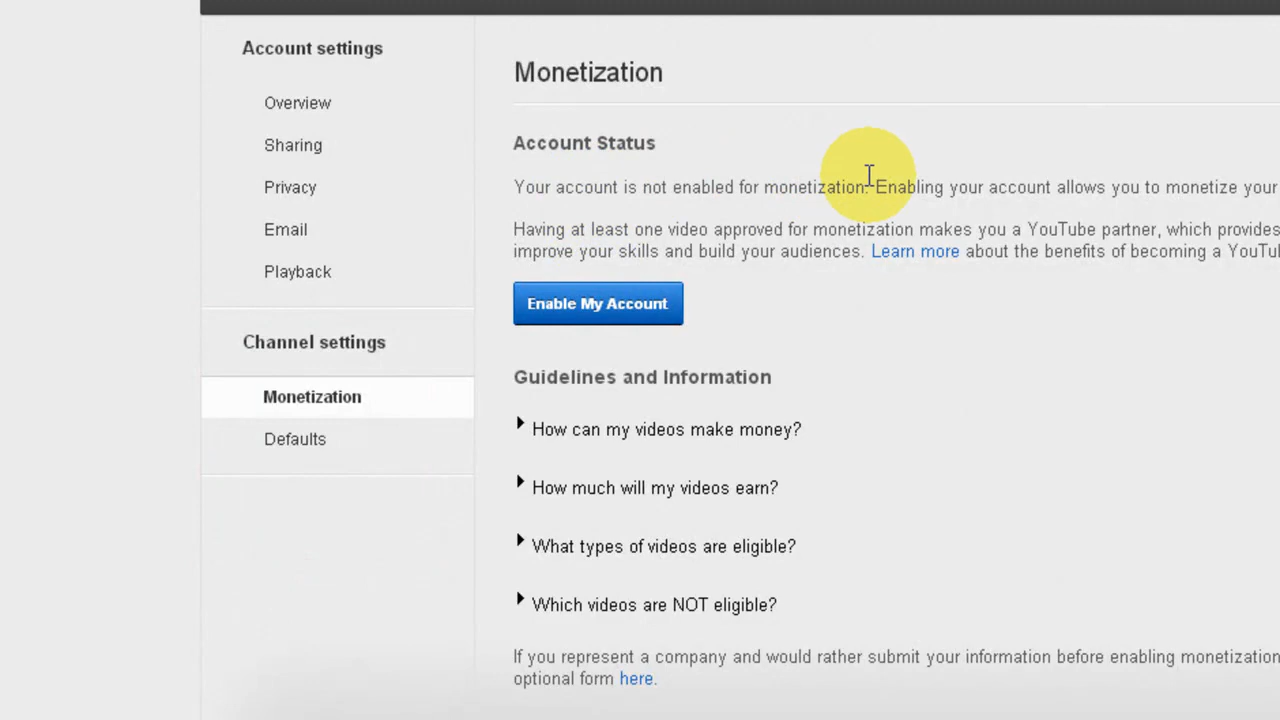 Account settings
Overview
Sharing
Privacy
Email
Playback
Channel settings
Monetization
Defaults
Monetization
Account Status
Your account is not enabled for monetization. Enabling your account allows you to monetize your
Having at least one video approved for monetization makes you a YouTube partner, which provides
improve your skills and build your audiences. Learn more about the benefits of becoming a YouTu
Enable My Account
Guidelines and Information
How can my videos make money?
How much will my videos earn?
What types of videos are eligible?
Which videos are NOT eligible?
If you represent a company and would rather submit your information before enabling monetization
optional form here.